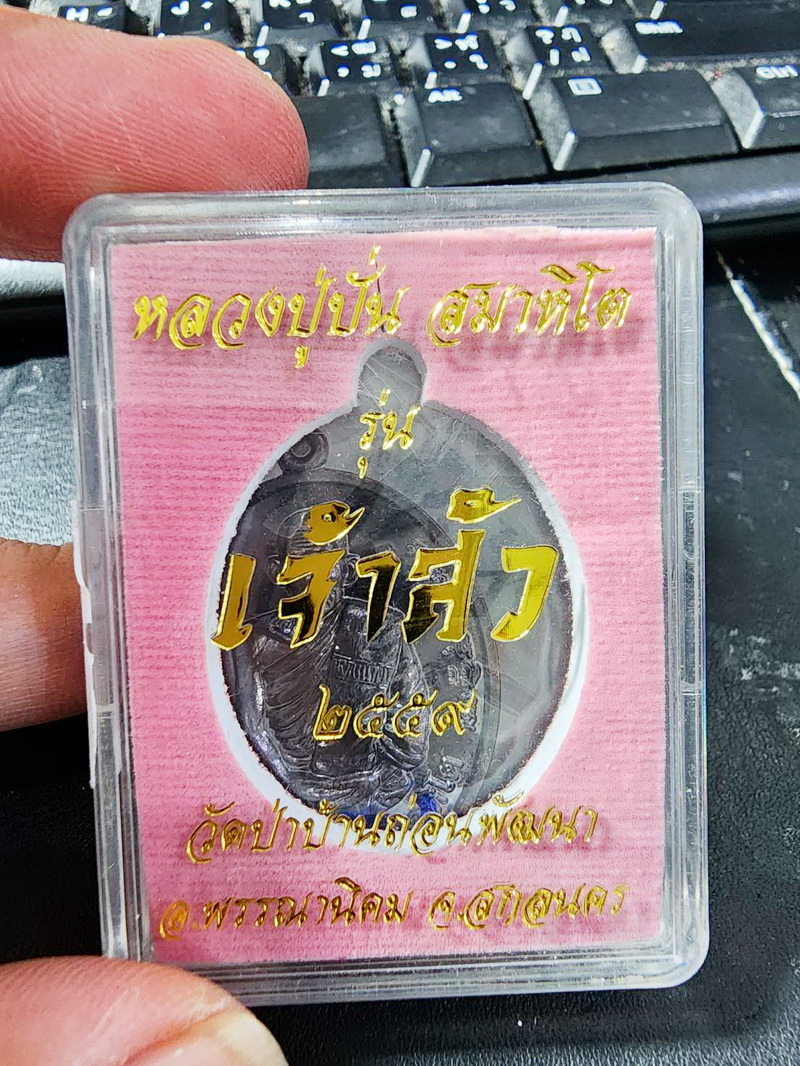 หลวงปู่ปั่น สมาหิโต
รุ่น
เจ้าสัว
๒๕๕๙
วัดป่าบ้านถ่อนพัฒนา
อ.พรรณานิคม จ.สกลนคร
Alt
Ctrl